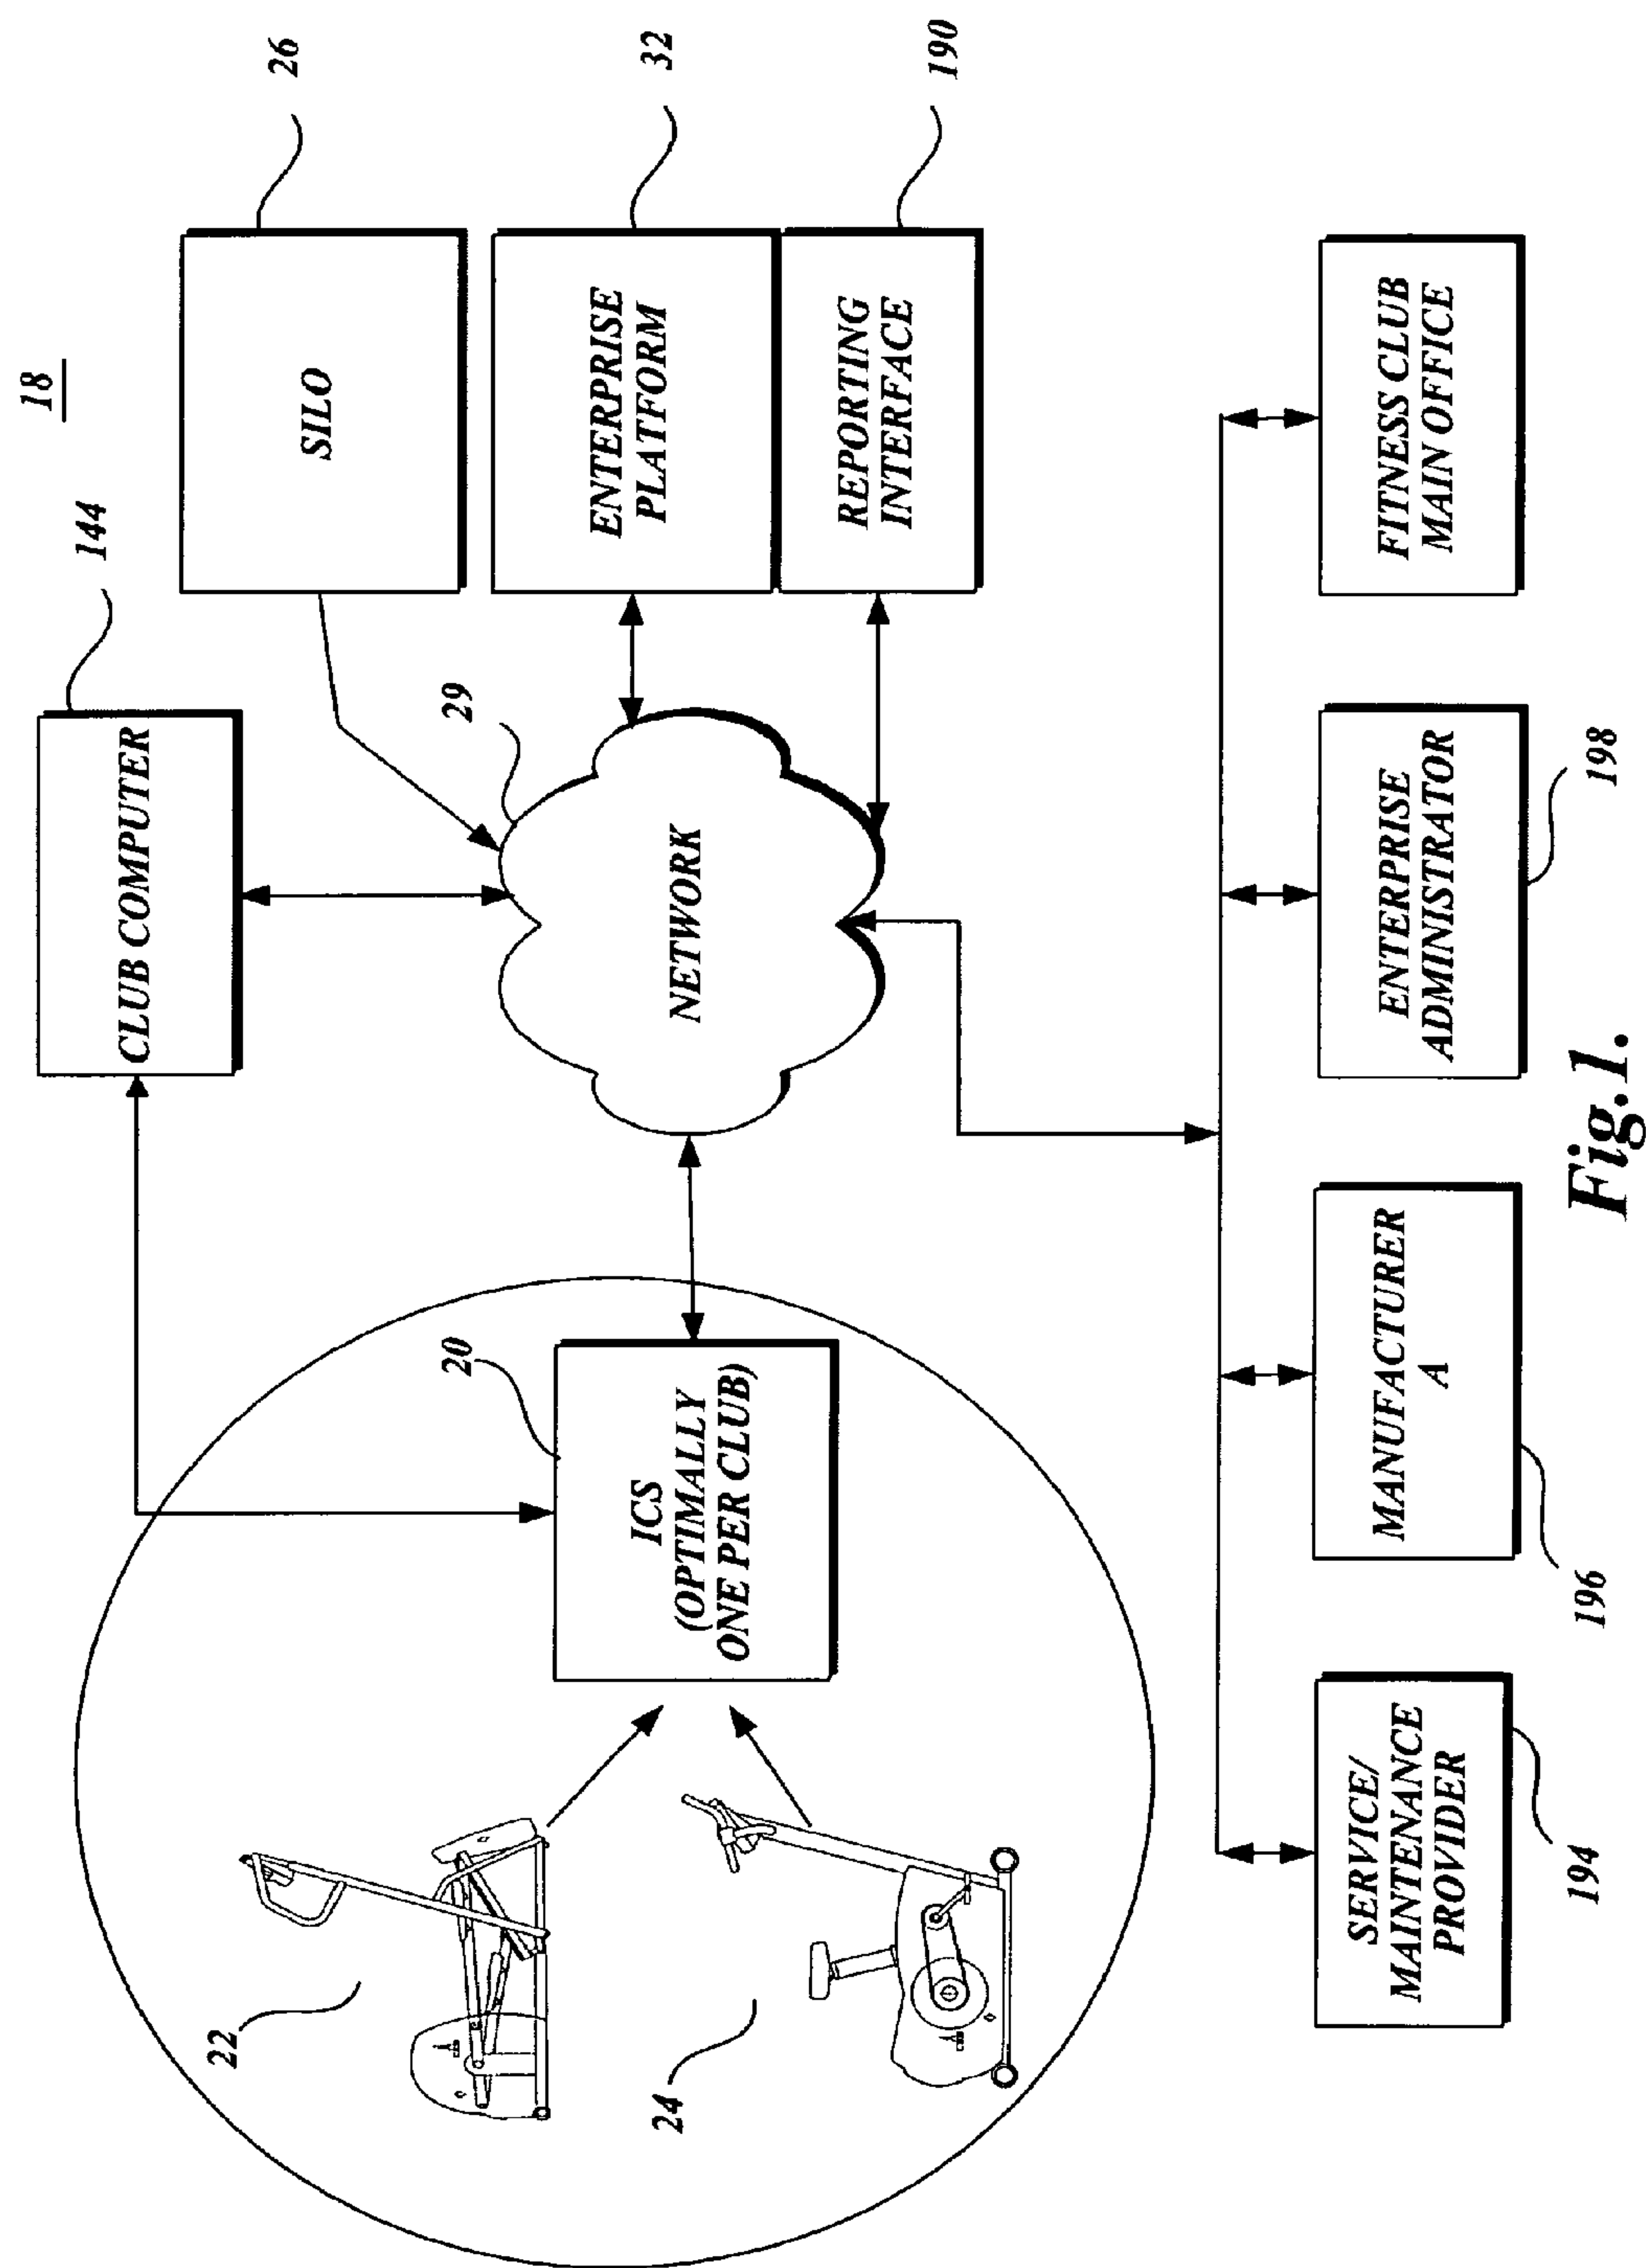 18
144
CLUB COMPUTER
26
SILO
32
ENTERPRISE
PLATFORM
190
REPORTING
INTERFACE
29
NETWORK
20
ICS
(OPTIMALLY
ONE PER CLUB)
22
24
SERVICE/
MAINTENANCE
PROVIDER
194
MANUFACTURER
A
196
ENTERPRISE
ADMINISTRATOR
198
FITNESS CLUB
MAIN OFFICE
Fig.1.